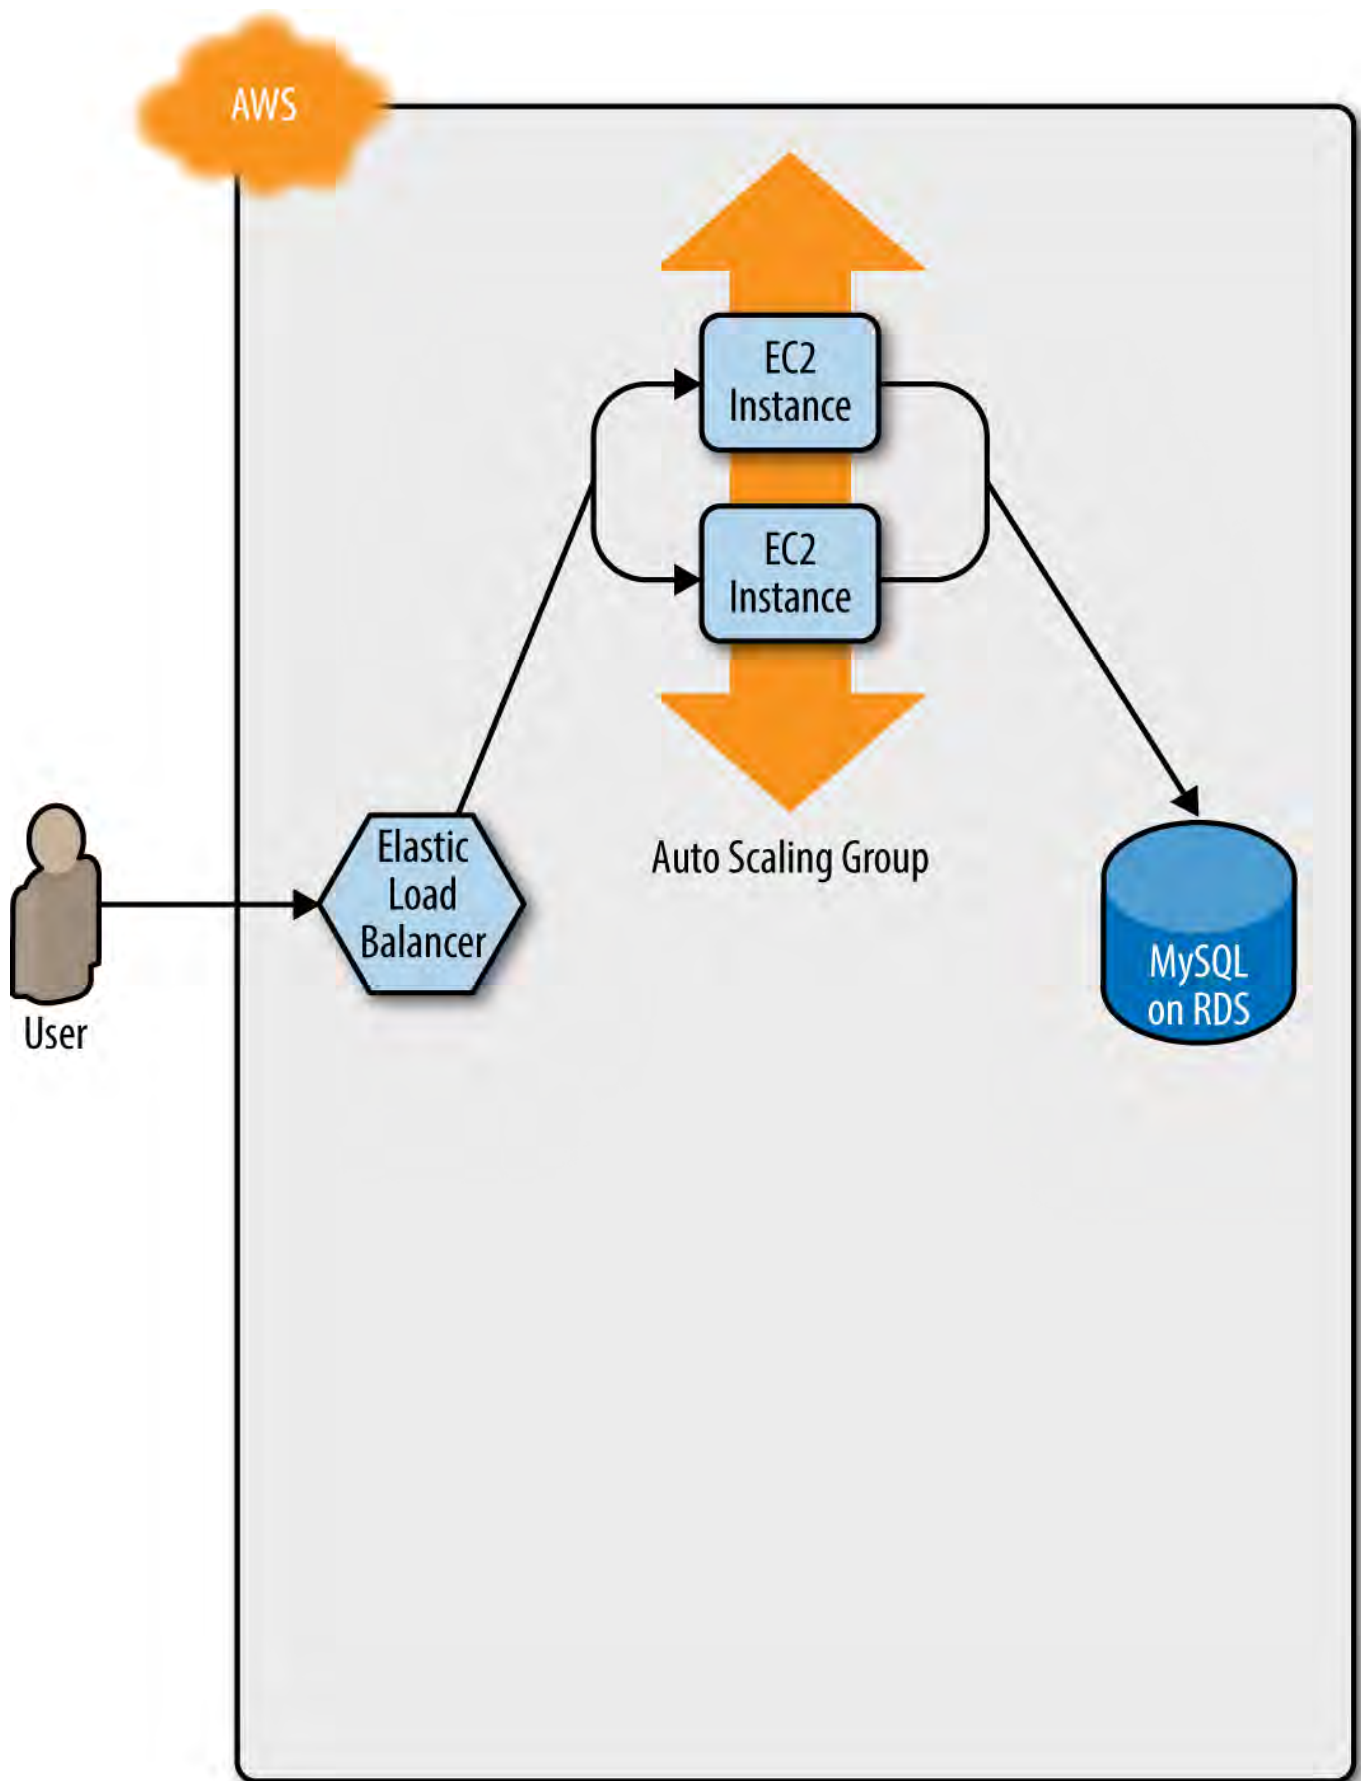 AWS
EC2
Instance
EC2
Instance
Elastic
Load
Balancer
Auto Scaling Group
MySQL
on RDS
User